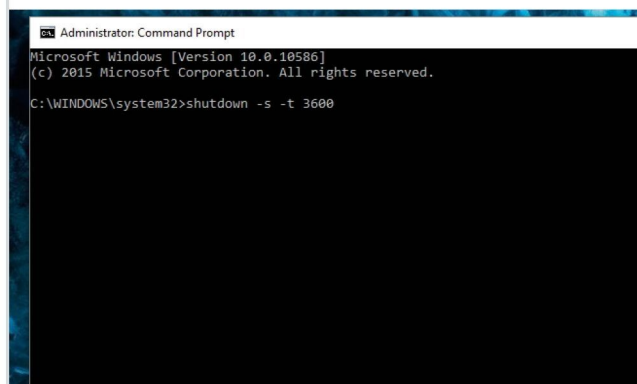 Administrator: Command Prompt
Microsoft Windows [Version 10.0.10586]
(c) 2015 Microsoft Corporation. All rights reserved.
C:\WINDOWS\system32>shutdown -s -t 3600